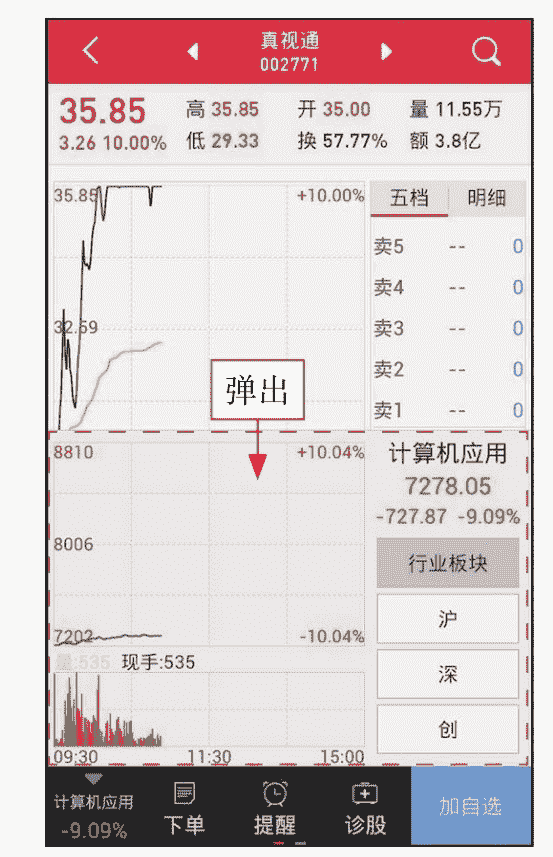 真视通
002771
35.85 高 35.85 开 35.00 量 11.55万
3.26 10.00% 低 29.33 换 57.77% 额 3.8亿
35.85 +10.00%
五档 明细
卖5 -- 0
卖4 -- 0
32.59
卖3 -- 0
卖2 -- 0
弹出
卖1 -- 0
8810 +10.04%
计算机应用
7278.05
-727.87 -9.09%
8006
行业板块
沪
7202 -10.04%
量:535 现手:535
深
创
09:30 11:30 15:00
计算机应用
-9.09%
下单
提醒
诊股
加自选